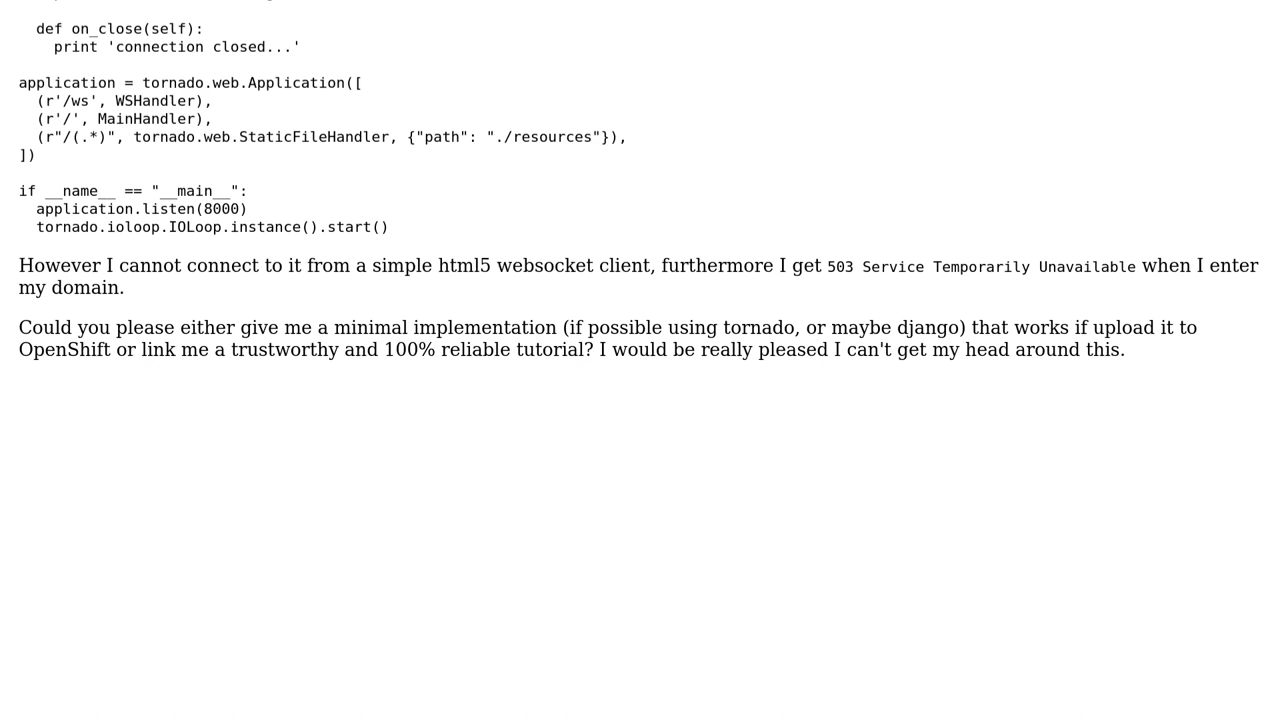 def on_close(self):
print 'connection closed...'
application = tornado.web.Application([
(r'/ws', WSHandler),
(r'/', MainHandler),
(r"/(.*)", tornado.web.StaticFileHandler, {"path": "./resources"}),
])
if __name__ == "__main__":
application.listen(8000)
tornado.ioloop.IOLoop.instance().start()
However I cannot connect to it from a simple html5 websocket client, furthermore I get 503 Service Temporarily Unavailable when I enter
my domain.
Could you please either give me a minimal implementation (if possible using tornado, or maybe django) that works if upload it to
OpenShift or link me a trustworthy and 100% reliable tutorial? I would be really pleased I can't get my head around this.